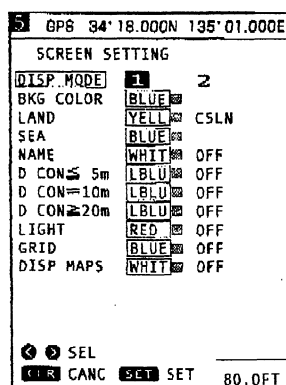 5 GPS 34°18.000N 135°01.000E
SCREEN SETTING
DISP MODE 1 2
BKG COLOR BLUE
LAND YELL CSLN
SEA BLUE
NAME WHIT OFF
D CON≦ 5m LBLU OFF
D CON=10m LBLU OFF
D CON≧20m LBLU OFF
LIGHT RED OFF
GRID BLUE OFF
DISP MAPS WHIT OFF
SEL
CLR CANC SET SET 80.0FT